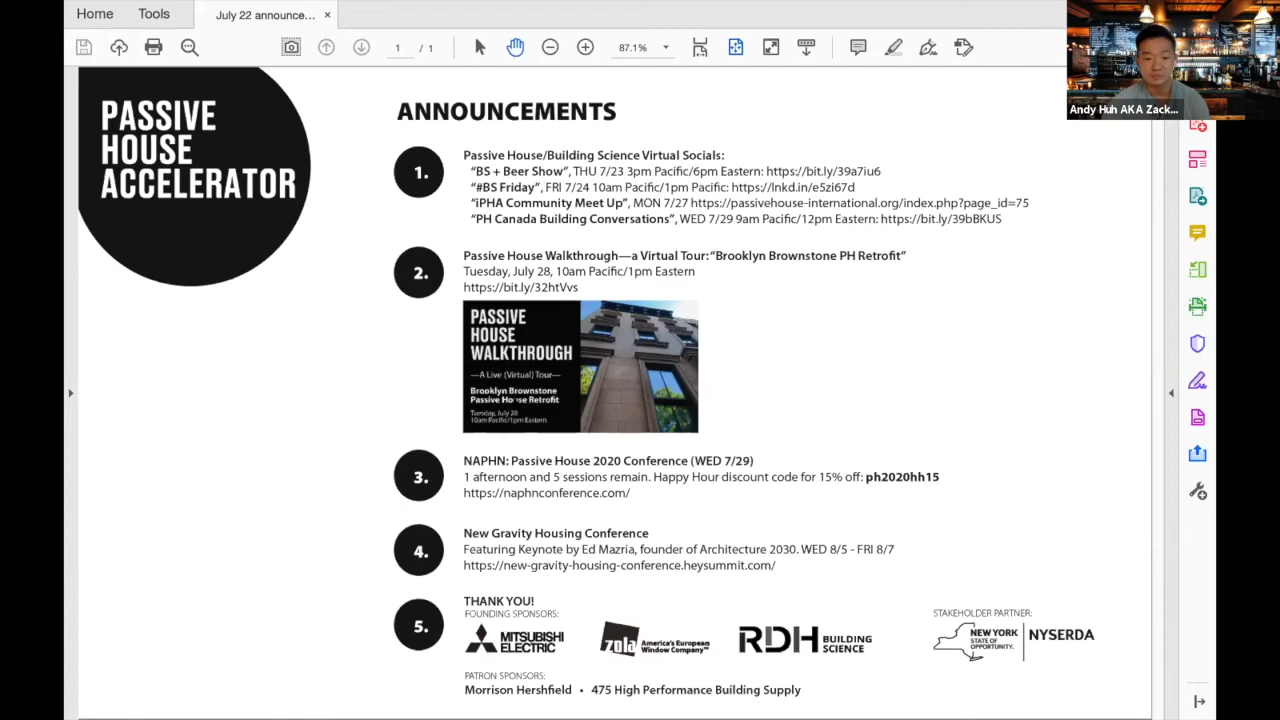 Home
Tools
July 22 announce...
×
1 / 1
87.1%
Andy Huh AKA Zack...
PASSIVE
HOUSE
ACCELERATOR
ANNOUNCEMENTS
1.
Passive House/Building Science Virtual Socials:
“BS + Beer Show”, THU 7/23 3pm Pacific/6pm Eastern: https://bit.ly/39a7iu6
“#BS Friday”, FRI 7/24 10am Pacific/1pm Pacific: https://lnkd.in/e5zi67d
“iPHA Community Meet Up”, MON 7/27 https://passivehouse-international.org/index.php?page_id=75
“PH Canada Building Conversations”, WED 7/29 9am Pacific/12pm Eastern: https://bit.ly/39bBKUS
2.
Passive House Walkthrough—a Virtual Tour: “Brooklyn Brownstone PH Retrofit”
Tuesday, July 28, 10am Pacific/1pm Eastern
https://bit.ly/32htVvs
PASSIVE
HOUSE
WALKTHROUGH
—A Live (Virtual) Tour—
Brooklyn Brownstone
Passive House Retrofit
Tuesday, July 28
10am Pacific/1pm Eastern
3.
NAPHN: Passive House 2020 Conference (WED 7/29)
1 afternoon and 5 sessions remain. Happy Hour discount code for 15% off: ph2020hh15
https://naphnconference.com/
4.
New Gravity Housing Conference
Featuring Keynote by Ed Mazria, founder of Architecture 2030. WED 8/5 - FRI 8/7
https://new-gravity-housing-conference.heysummit.com/
5.
THANK YOU!
FOUNDING SPONSORS:
MITSUBISHI
ELECTRIC
zola
America's European
Window Company™
RDH BUILDING
SCIENCE
STAKEHOLDER PARTNER:
NEW YORK
STATE OF
OPPORTUNITY.
NYSERDA
PATRON SPONSORS:
Morrison Hershfield • 475 High Performance Building Supply